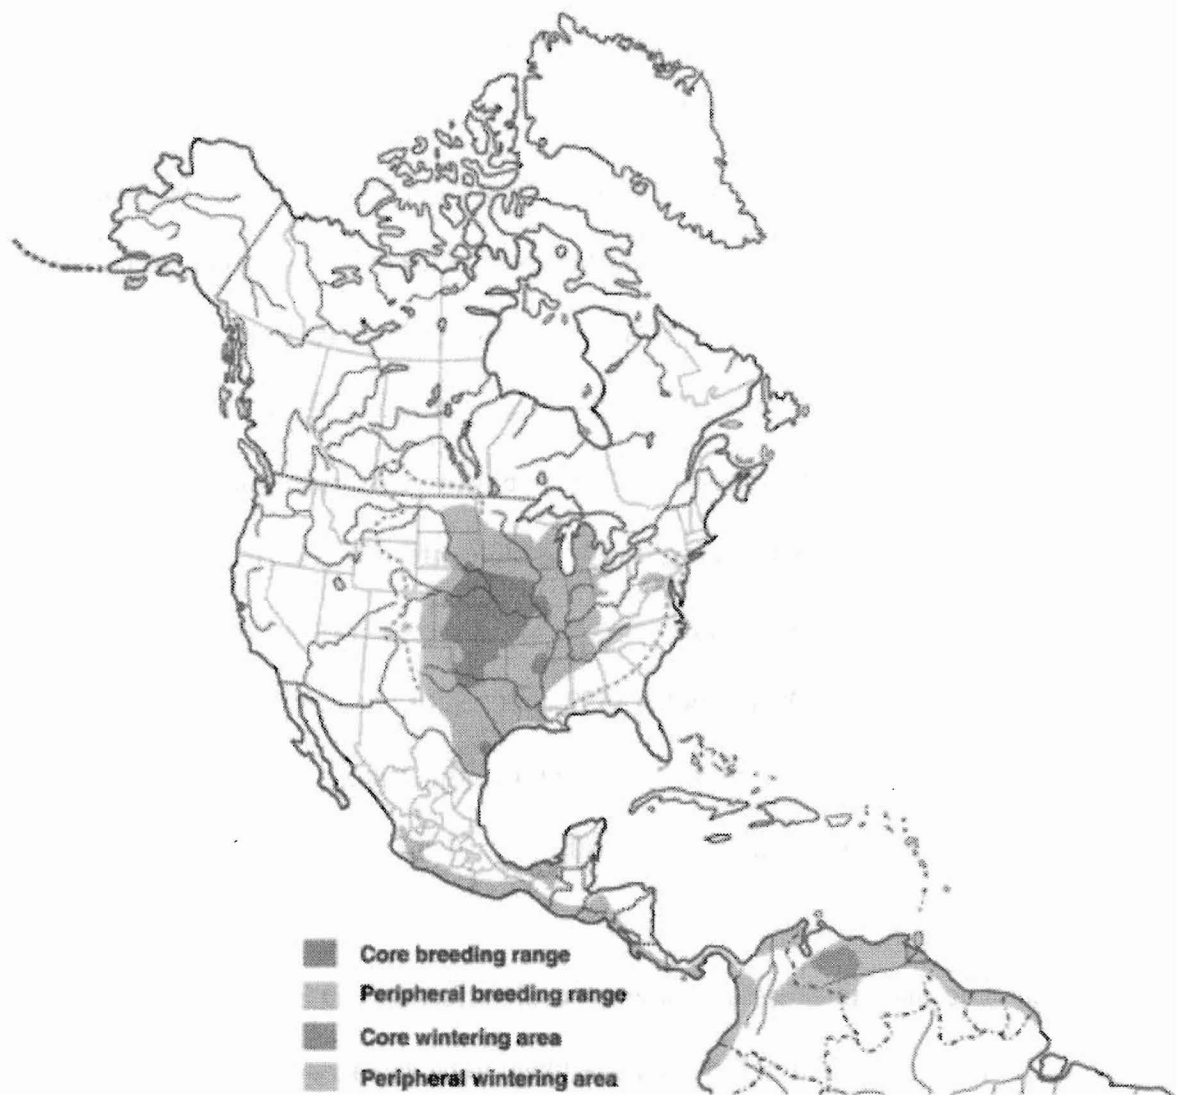 Core breeding range
Peripheral breeding range
Core wintering area
Peripheral wintering area